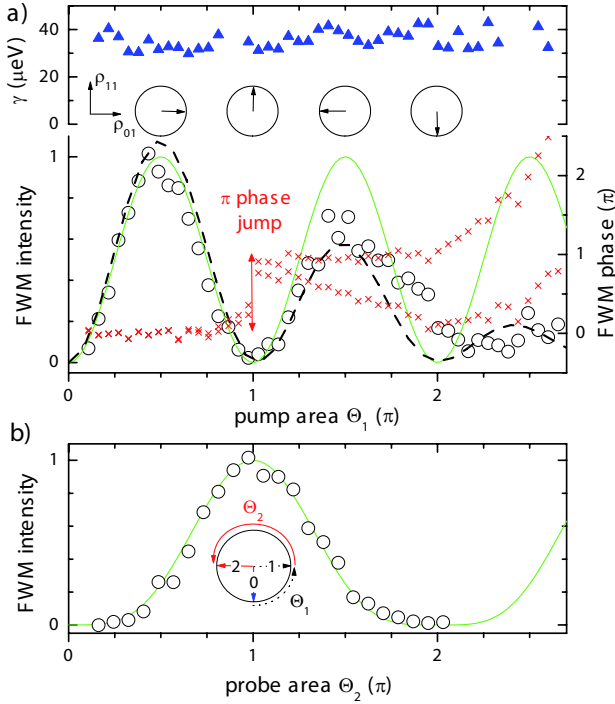 a)
γ (μeV)
40
20
0
ρ₁₁
ρ₀₁
FWM intensity
1
0
π phase
jump
2
1
0
FWM phase (π)
0 1 2
pump area Θ₁ (π)
b)
FWM intensity
1
0
Θ₂
2 1
0
Θ₁
0 1 2
probe area Θ₂ (π)